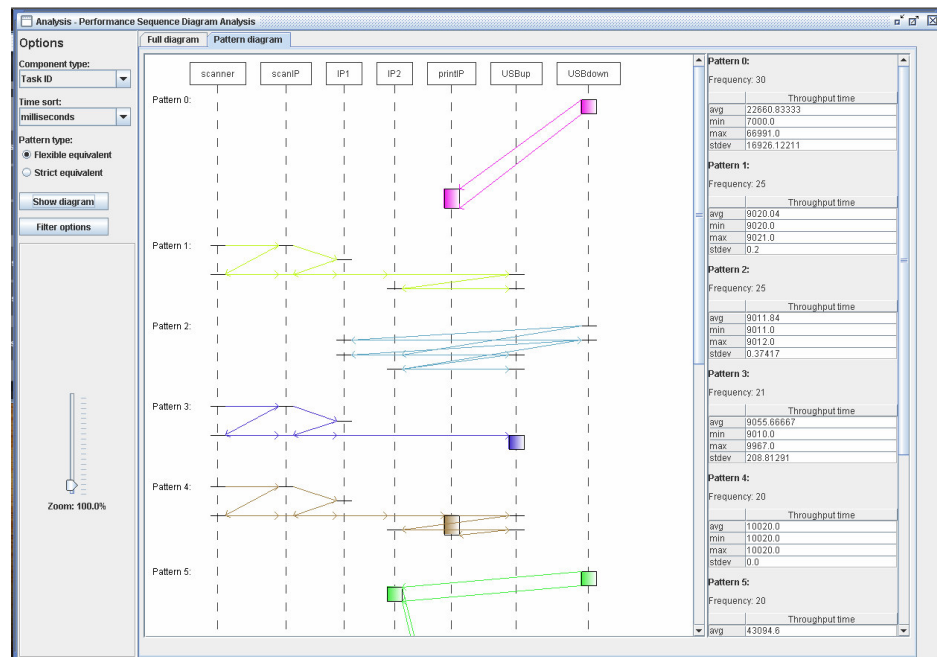 Analysis - Performance Sequence Diagram Analysis
Options
Component type:
Task ID
Time sort:
milliseconds
Pattern type:
Flexible equivalent
Strict equivalent
Show diagram
Filter options
Zoom: 100.0%
Full diagram Pattern diagram
scanner scanIP IP1 IP2 printIP USBup USBdown
Pattern 0:
Pattern 1:
Pattern 2:
Pattern 3:
Pattern 4:
Pattern 5:
Pattern 0:
Frequency: 30
Throughput time
avg 22660.83333
min 7000.0
max 66991.0
stdev 16926.12211
Pattern 1:
Frequency: 25
Throughput time
avg 9020.04
min 9020.0
max 9021.0
stdev 0.2
Pattern 2:
Frequency: 25
Throughput time
avg 9011.84
min 9011.0
max 9012.0
stdev 0.37417
Pattern 3:
Frequency: 21
Throughput time
avg 9055.66667
min 9010.0
max 9967.0
stdev 208.81291
Pattern 4:
Frequency: 20
Throughput time
avg 10020.0
min 10020.0
max 10020.0
stdev 0.0
Pattern 5:
Frequency: 20
Throughput time
avg 43094.6